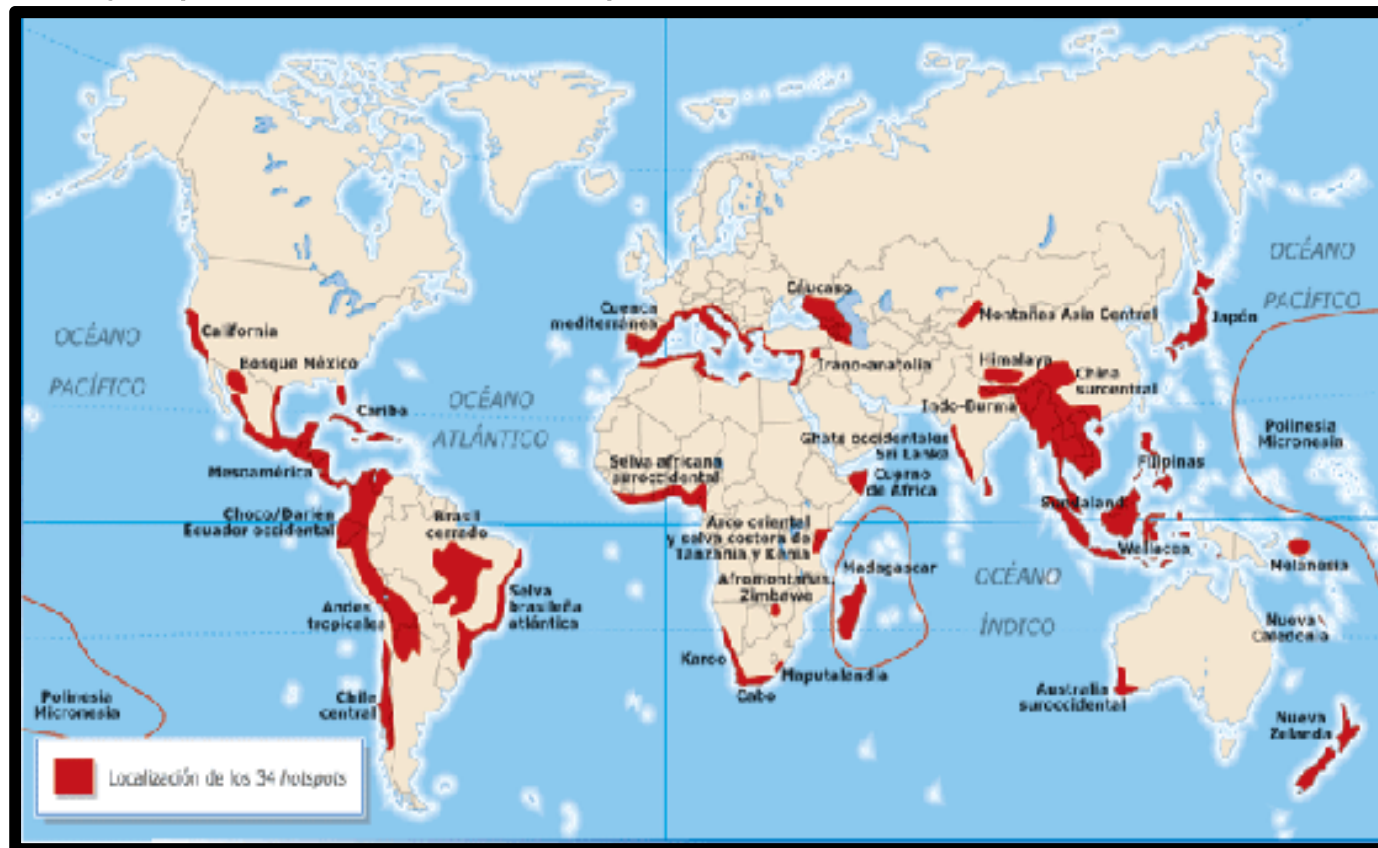 OCÉANO
PACÍFICO
California
Bosque México
Caribe
Mesoamérica
Choco/Darien
Ecuador occidental
Brasil
cerrado
Andes
tropicales
Selva
brasileña
atlántica
Chile
central
Polinesia
Micronesia
OCÉANO
ATLÁNTICO
Cuenca
mediterránea
Cáucaso
Irano-anatolia
Montañas Asia Central
Himalaya
China
surcentral
Indo-Burma
Japón
OCÉANO
PACÍFICO
Ghats occidentales
Sri Lanka
Filipinas
Polinesia
Micronesia
Selva africana
suroccidental
Cuerno
de África
Arco oriental
y selva costera de
Tanzania y Kenia
Afromontañas
Zimbawe
Madagascar
Karoo
Cabo
Maputalandia
OCÉANO
ÍNDICO
Sundaland
Wallacea
Melanesia
Nueva
Caledonia
Australia
suroccidental
Nueva
Zelanda
Localización de los 34 hotspots